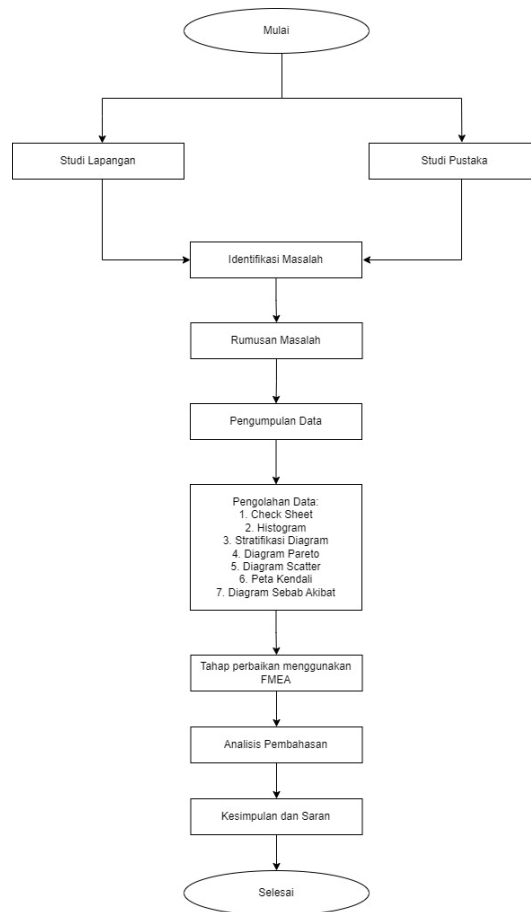 Mulai
Studi Lapangan
Studi Pustaka
Identifikasi Masalah
Rumusan Masalah
Pengumpulan Data
Pengolahan Data:
1. Check Sheet
2. Histogram
3. Stratifikasi Diagram
4. Diagram Pareto
5. Diagram Scatter
6. Peta Kendali
7. Diagram Sebab Akibat
Tahap perbaikan menggunakan
FMEA
Analisis Pembahasan
Kesimpulan dan Saran
Selesai